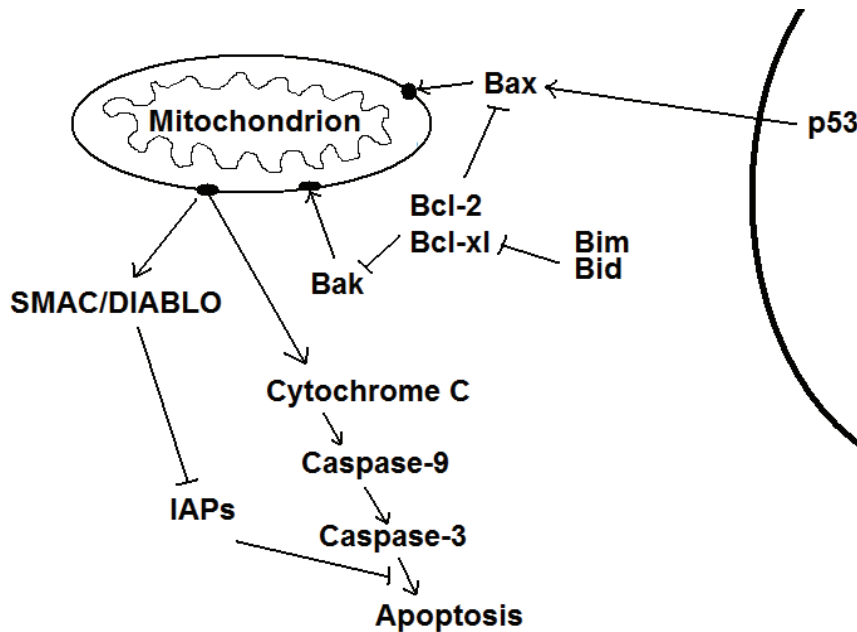 Bax
Mitochondrion
p53
Bcl-2
Bcl-xl
Bim
Bid
Bak
SMAC/DIABLO
Cytochrome C
Caspase-9
IAPs
Caspase-3
Apoptosis